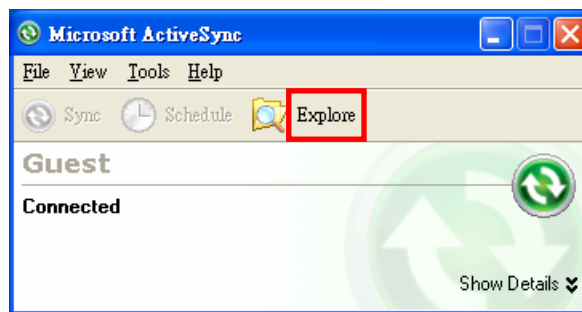 Microsoft ActiveSync
File View Tools Help
Sync Schedule Explore
Guest
Connected
Show Details